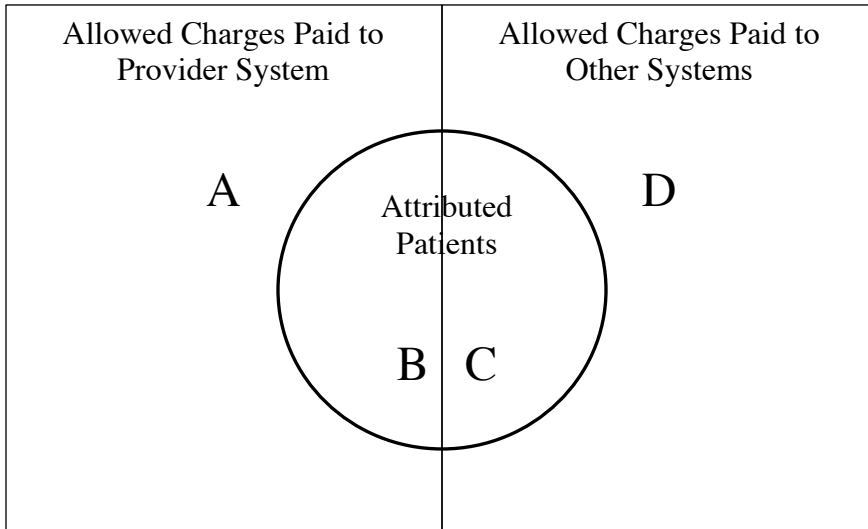 Allowed Charges Paid to
Provider System
Allowed Charges Paid to
Other Systems
A
D
Attributed
Patients
B
C